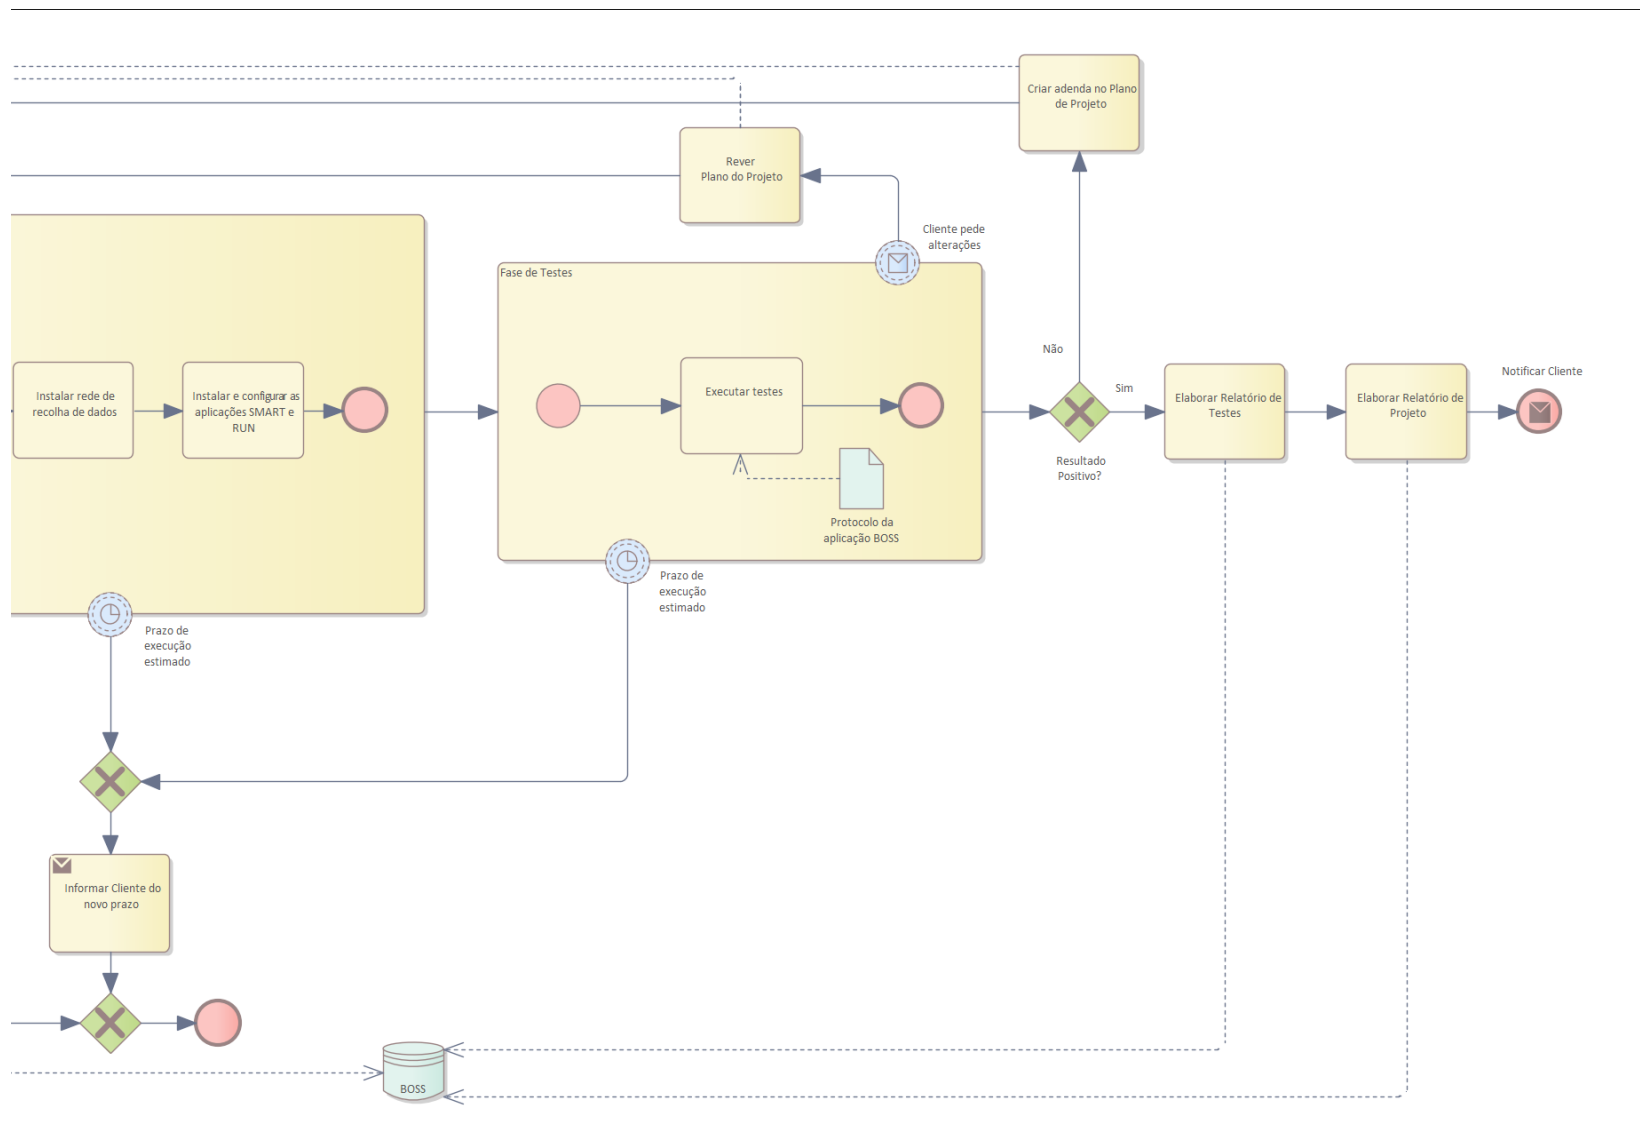 Criar adenda no Plano
de Projeto
Rever
Plano do Projeto
Cliente pede
alterações
Fase de Testes
Instalar rede de
recolha de dados
Instalar e configurar as
aplicações SMART e
RUN
Executar testes
Protocolo da
aplicação BOSS
Prazo de
execução
estimado
Não
Sim
Resultado
Positivo?
Elaborar Relatório de
Testes
Elaborar Relatório de
Projeto
Notificar Cliente
Prazo de
execução
estimado
Informar Cliente do
novo prazo
BOSS